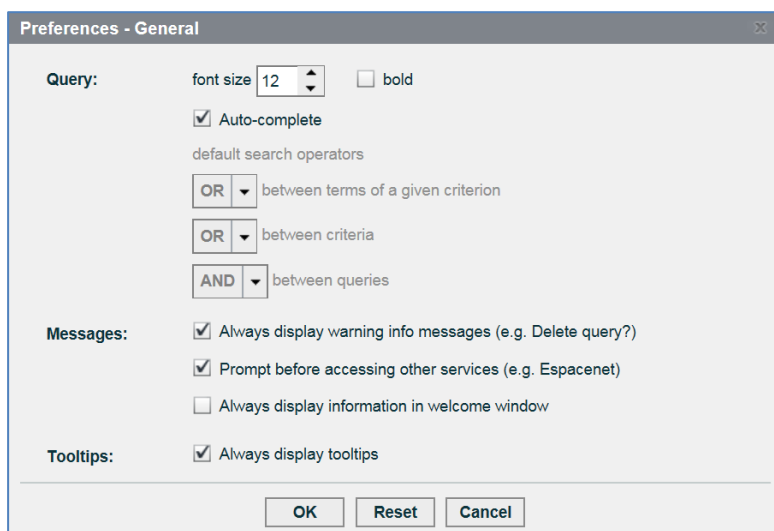 Preferences - General
Query: font size 12 bold
Auto-complete
default search operators
OR between terms of a given criterion
OR between criteria
AND between queries
Messages: Always display warning info messages (e.g. Delete query?)
Prompt before accessing other services (e.g. Espacenet)
Always display information in welcome window
Tooltips: Always display tooltips
OK Reset Cancel